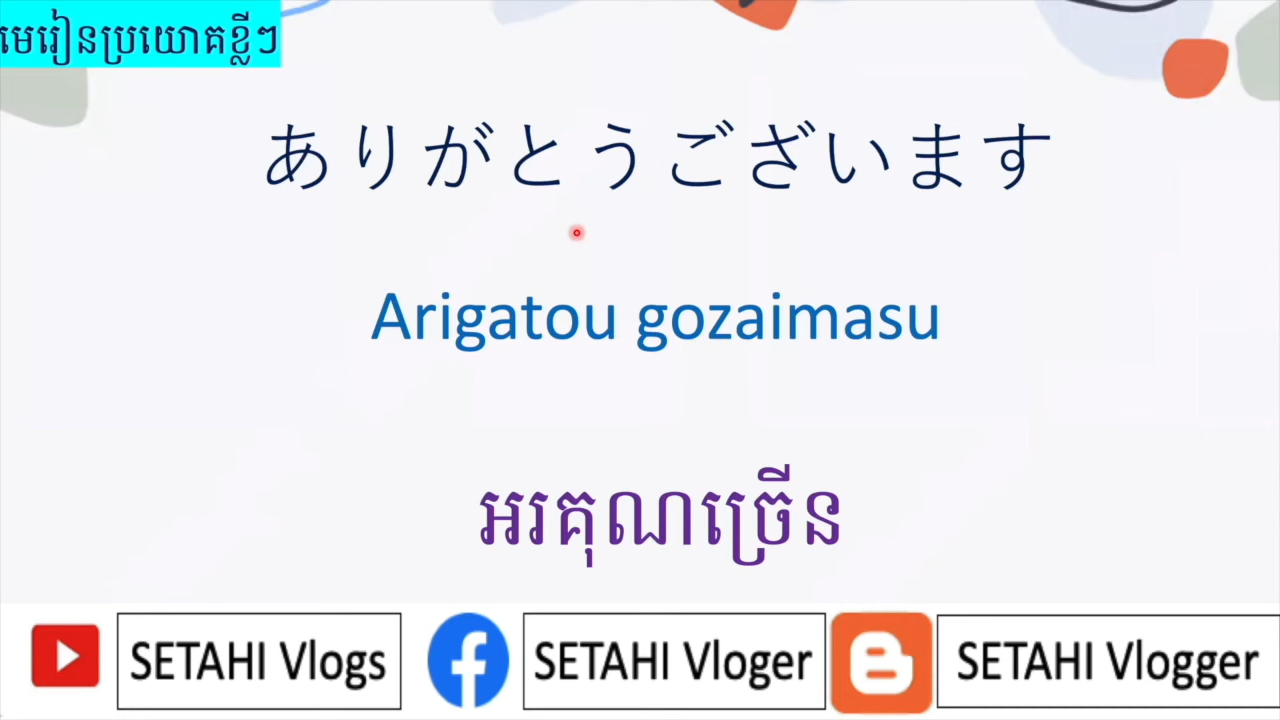 មេរៀនប្រយោគខ្លីៗ
ありがとうございます
Arigatou gozaimasu
អរគុណច្រើន
SETAHI Vlogs
SETAHI Vloger
SETAHI Vlogger